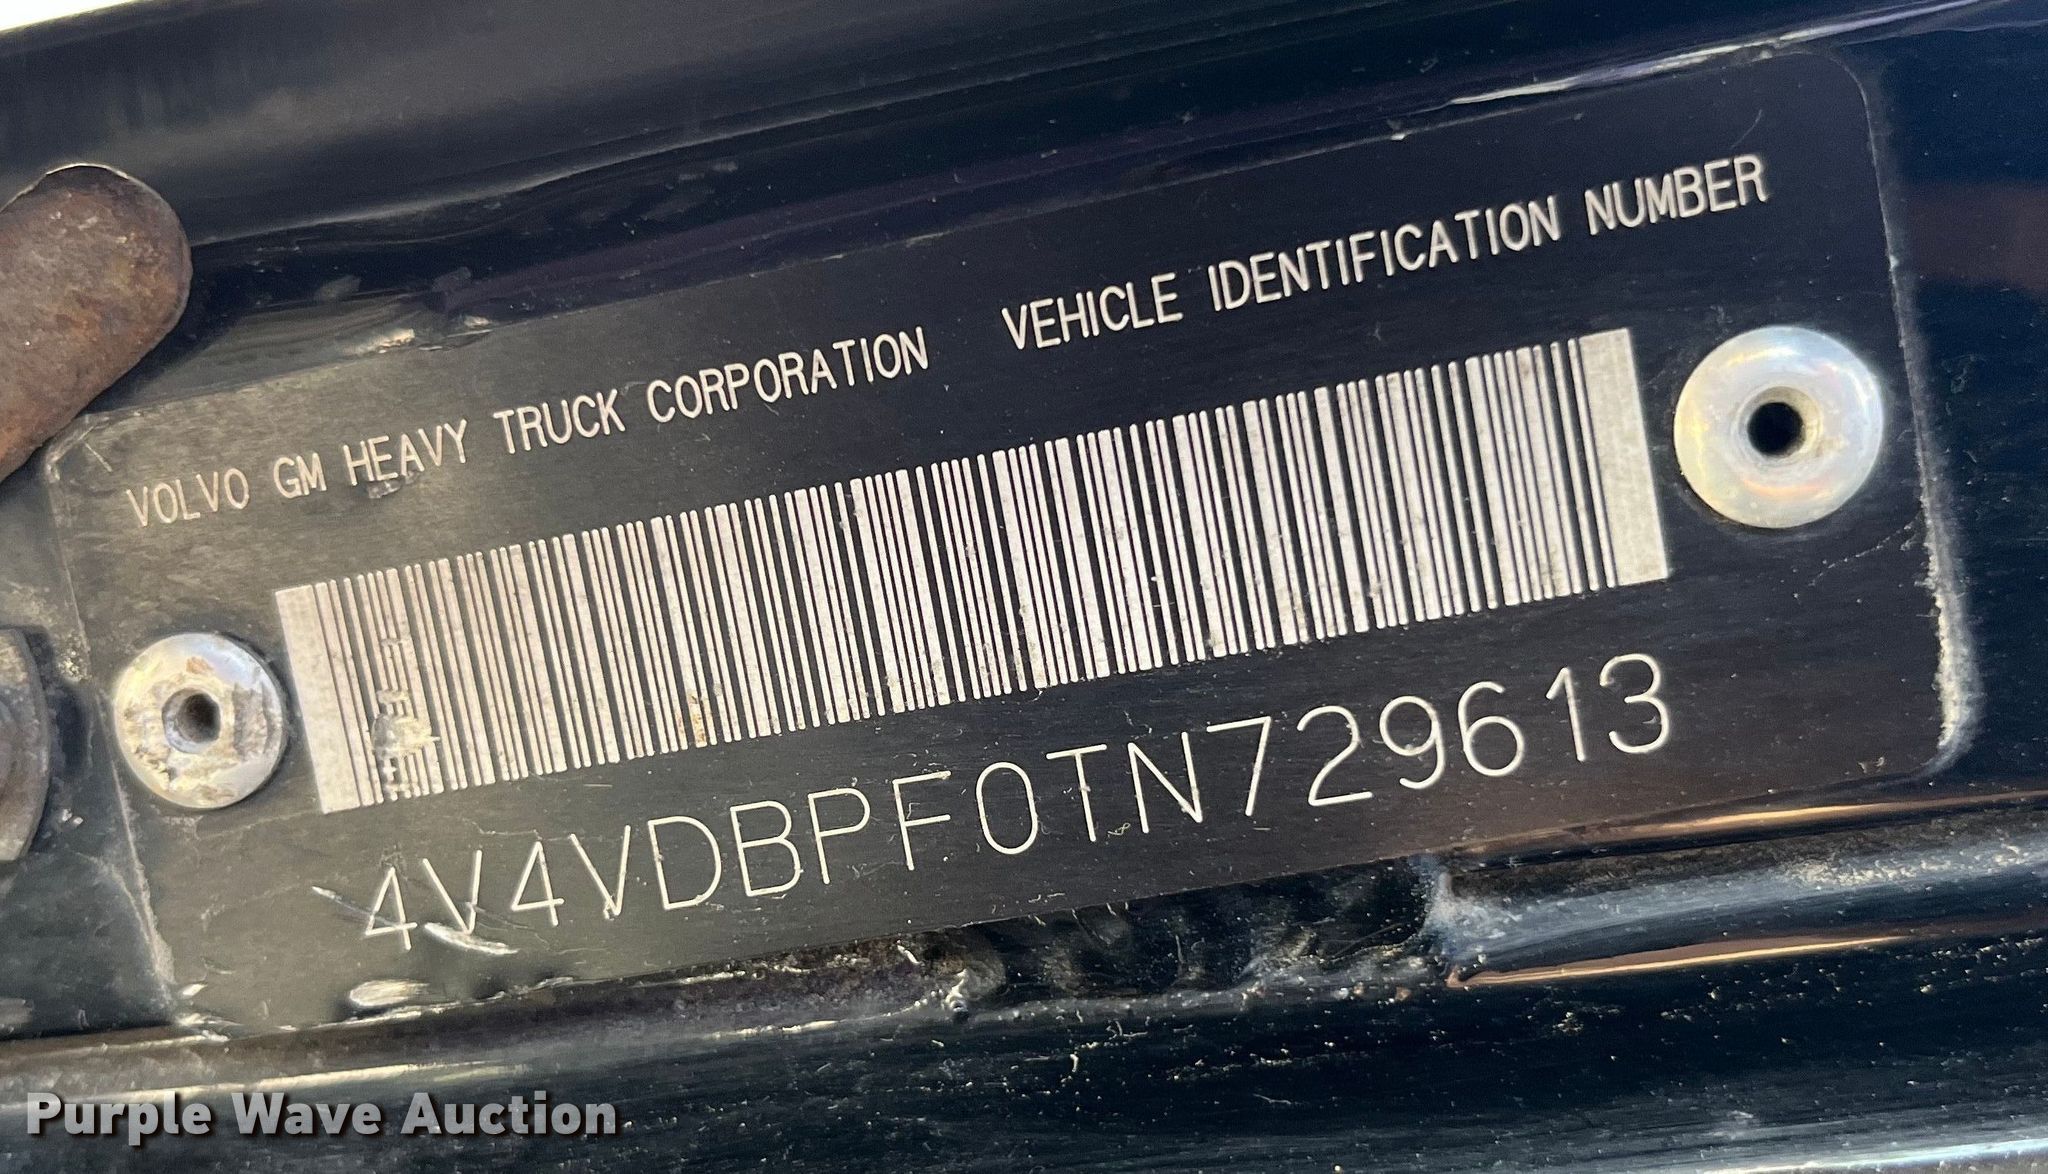 VOLVO GM HEAVY TRUCK CORPORATION VEHICLE IDENTIFICATION NUMBER
4V4VDBPF0TN729613
Purple Wave Auction